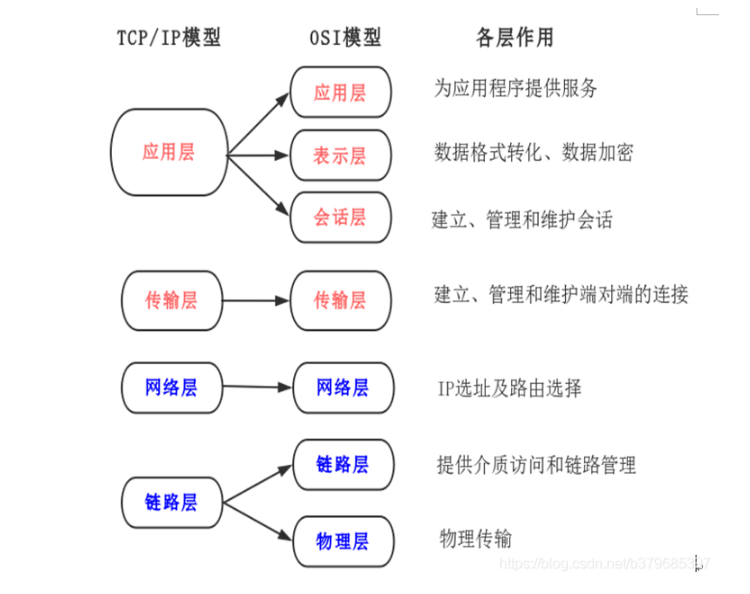 TCP/IP模型 OSI模型 各层作用
应用层 为应用程序提供服务
应用层 表示层 数据格式转化、数据加密
会话层 建立、管理和维护会话
传输层 传输层 建立、管理和维护端对端的连接
网络层 网络层 IP选址及路由选择
链路层 提供介质访问和链路管理
链路层
物理层 物理传输